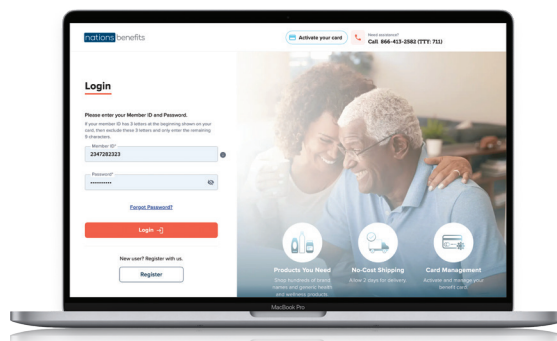 nations benefits
Activate your card
Need assistance?
Call 866-413-2582 (TTY: 711)
Login
Please enter your Member ID and Password.
If your member ID has 3 letters at the beginning shown on your
card, then exclude these 3 letters and only enter the remaining
9 characters.
Member ID*
2347282323
Password*
Forgot Password?
Login
New user? Register with us.
Register
Products You Need
Shop hundreds of brand
names and generic health
and wellness products.
No-Cost Shipping
Allow 2 days for delivery.
Card Management
Activate and manage your
benefit card.
MacBook Pro